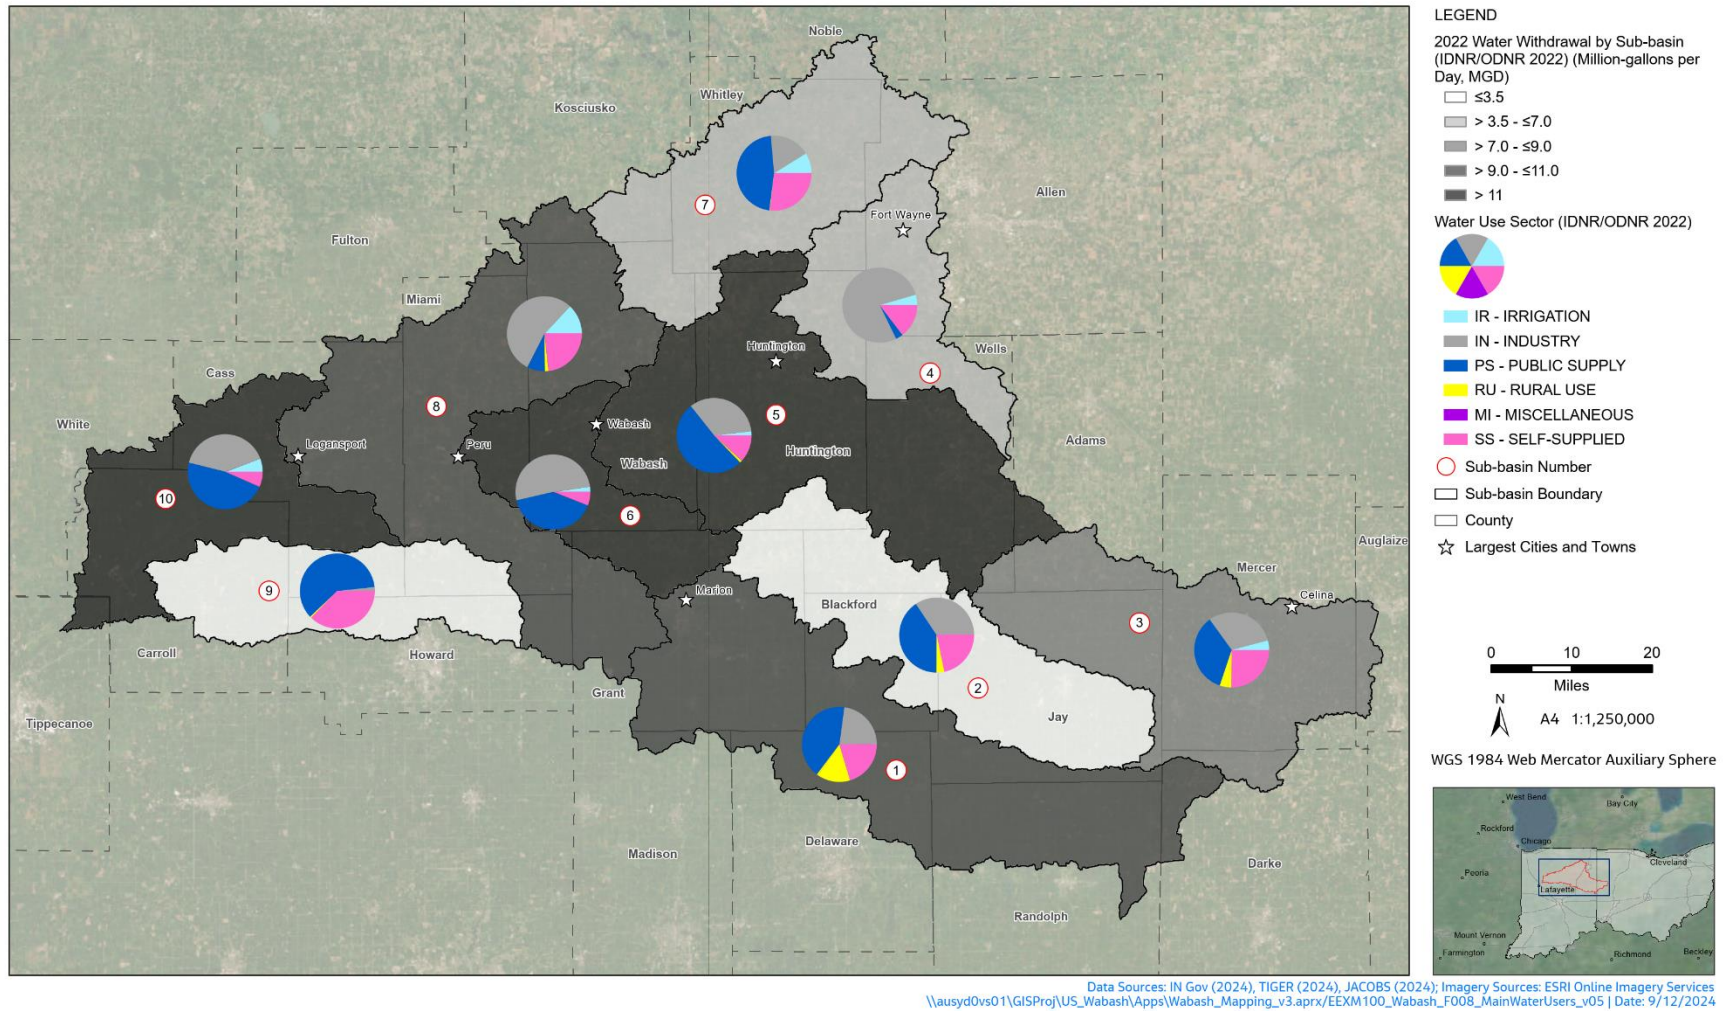 Noble
Whitley
Kosciusko
Allen
7
Fort Wayne
Fulton
Miami
Huntington
Wells
4
Cass
8
5
White
Wabash
Adams
Logansport
Peru
Wabash
Huntington
10
6
Auglaize
Mercer
9
Marion
Blackford
Celina
3
Carroll
Howard
Grant
2
Tippecanoe
Jay
1
Delaware
Madison
Darke
Randolph
LEGEND
2022 Water Withdrawal by Sub-basin
(IDNR/ODNR 2022) (Million-gallons per
Day, MGD)
≤3.5
> 3.5 - ≤7.0
> 7.0 - ≤9.0
> 9.0 - ≤11.0
> 11
Water Use Sector (IDNR/ODNR 2022)
IR - IRRIGATION
IN - INDUSTRY
PS - PUBLIC SUPPLY
RU - RURAL USE
MI - MISCELLANEOUS
SS - SELF-SUPPLIED
Sub-basin Number
Sub-basin Boundary
County
Largest Cities and Towns
0 10 20
Miles
N
A4 1:1,250,000
WGS 1984 Web Mercator Auxiliary Sphere
West Bend
Bay City
Rockford
Chicago
Cleveland
Peoria
Lafayette
Mount Vernon
Farmington
Richmond
Beckley
Data Sources: IN Gov (2024), TIGER (2024), JACOBS (2024); Imagery Sources: ESRI Online Imagery Services
\\ausyd0vs01\GISProj\US_Wabash\Apps\Wabash_Mapping_v3.aprx/EEXM100_Wabash_F008_MainWaterUsers_v05 | Date: 9/12/2024